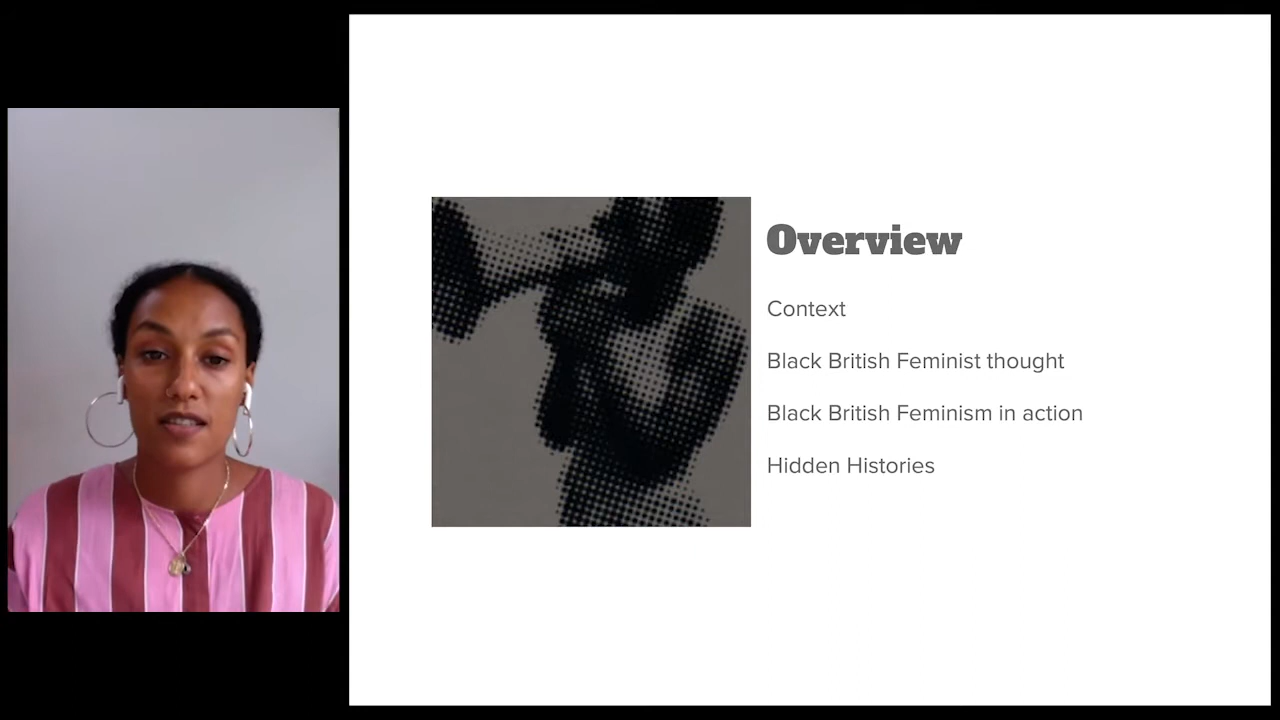 Overview
Context
Black British Feminist thought
Black British Feminism in action
Hidden Histories